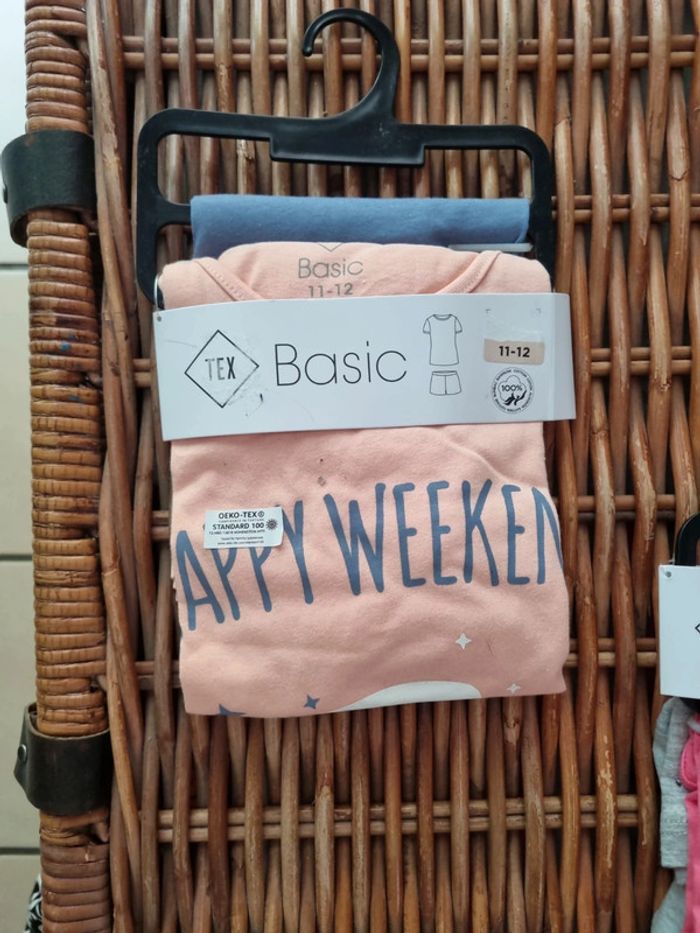 Basic
11-12
TEX
Basic
11-12
100%
OEKO-TEX®
STANDARD 100
APPY WEEKEN